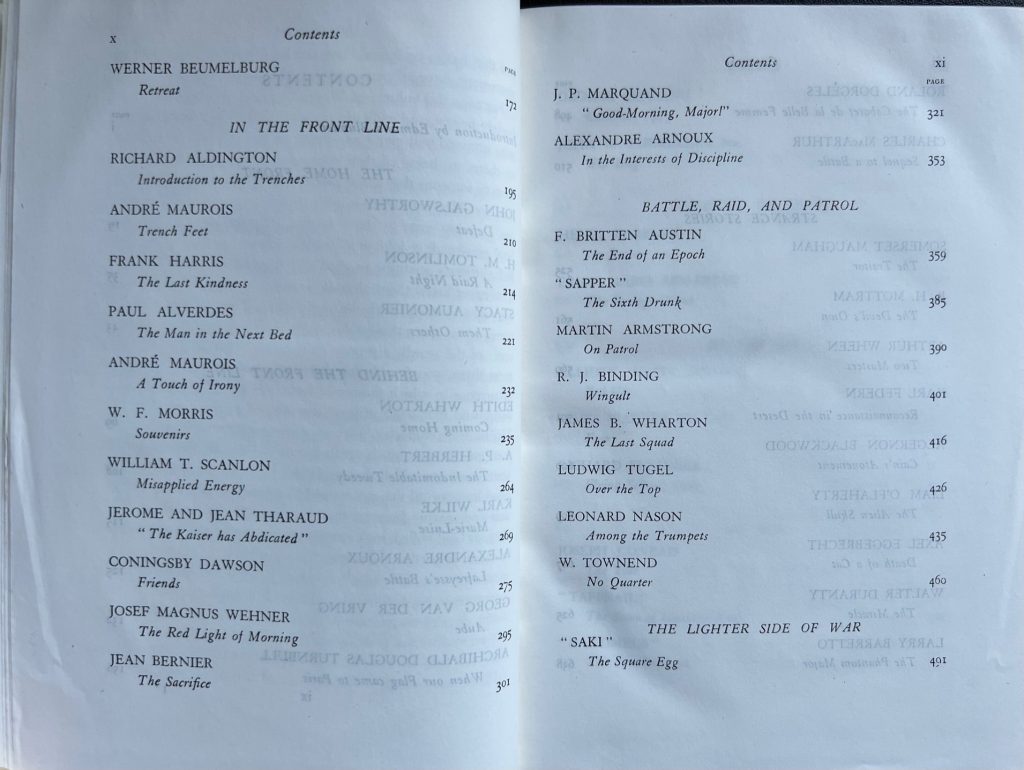 x
Contents
PAGE
WERNER BEUMELBURG
Retreat 172
IN THE FRONT LINE
RICHARD ALDINGTON
Introduction to the Trenches 195
ANDRÉ MAUROIS
Trench Feet 210
FRANK HARRIS
The Last Kindness 214
PAUL ALVERDES
The Man in the Next Bed 221
ANDRÉ MAUROIS
A Touch of Irony 232
W. F. MORRIS
Souvenirs 235
WILLIAM T. SCANLON
Misapplied Energy 264
JEROME AND JEAN THARAUD
" The Kaiser has Abdicated " 269
CONINGSBY DAWSON
Friends 275
JOSEF MAGNUS WEHNER
The Red Light of Morning 295
JEAN BERNIER
The Sacrifice 301
Contents
xi
PAGE
J. P. MARQUAND
" Good-Morning, Major!" 321
ALEXANDRE ARNOUX
In the Interests of Discipline 353
BATTLE, RAID, AND PATROL
F. BRITTEN AUSTIN
The End of an Epoch 359
" SAPPER "
The Sixth Drunk 385
MARTIN ARMSTRONG
On Patrol 390
R. J. BINDING
Wingult 401
JAMES B. WHARTON
The Last Squad 416
LUDWIG TUGEL
Over the Top 426
LEONARD NASON
Among the Trumpets 435
W. TOWNEND
No Quarter 460
THE LIGHTER SIDE OF WAR
" SAKI "
The Square Egg 491